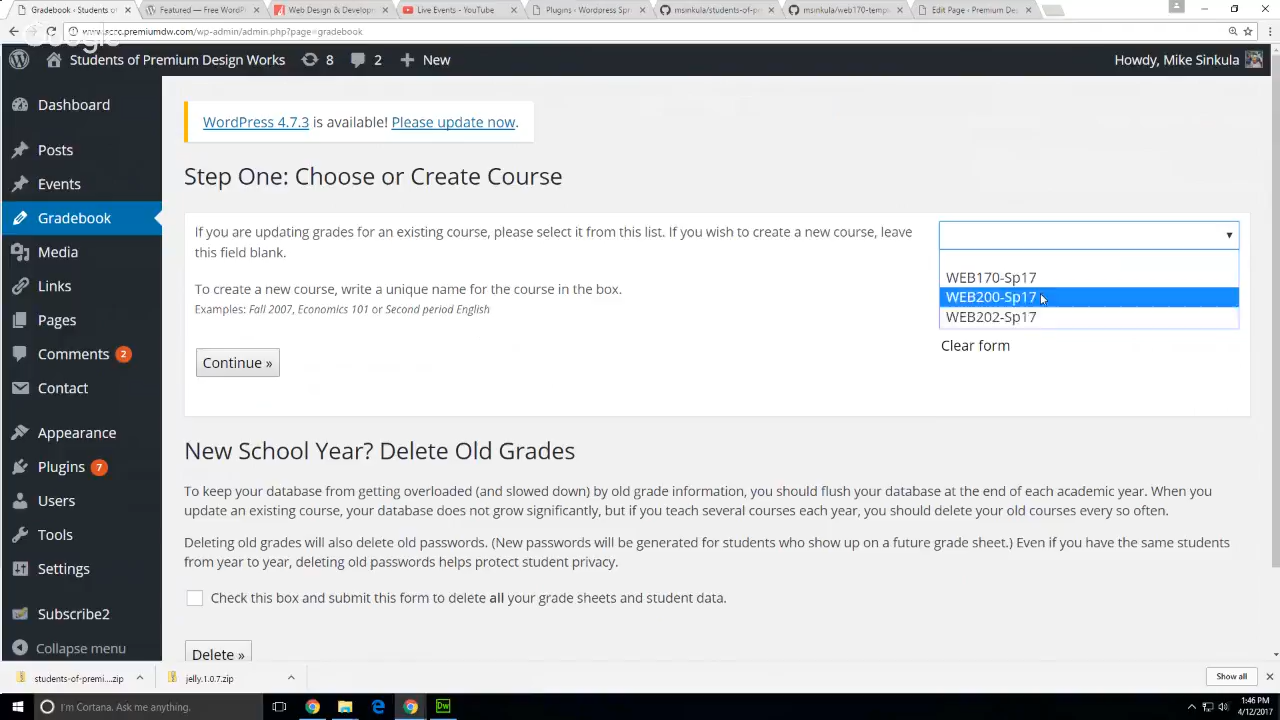 Gradebook ‹ Students of
Featured — Free WordPre
Web Design & Developme
Live Events - YouTube
Plugins ‹ Wordpress Spre
msinkula/students-of-pr
msinkula/web170-templ
Edit Page ‹ Premium De
www.sccc.premiumdw.com/wp-admin/admin.php?page=gradebook
Google
Students of Premium Design Works
8
2
New
Howdy, Mike Sinkula
Dashboard
Posts
Events
Gradebook
Media
Links
Pages
Comments 2
Contact
Appearance
Plugins 7
Users
Tools
Settings
Subscribe2
Collapse menu
WordPress 4.7.3 is available! Please update now.
Step One: Choose or Create Course
If you are updating grades for an existing course, please select it from this list. If you wish to create a new course, leave
this field blank.
To create a new course, write a unique name for the course in the box.
Examples: Fall 2007, Economics 101 or Second period English
WEB170-Sp17
WEB200-Sp17
WEB202-Sp17
Clear form
Continue »
New School Year? Delete Old Grades
To keep your database from getting overloaded (and slowed down) by old grade information, you should flush your database at the end of each academic year. When you
update an existing course, your database does not grow significantly, but if you teach several courses each year, you should delete your old courses every so often.
Deleting old grades will also delete old passwords. (New passwords will be generated for students who show up on a future grade sheet.) Even if you have the same students
from year to year, deleting old passwords helps protect student privacy.
Check this box and submit this form to delete all your grade sheets and student data.
Delete »
students-of-premi....zip
jelly.1.0.7.zip
Show all
I'm Cortana. Ask me anything.
Dw
1:46 PM
4/12/2017